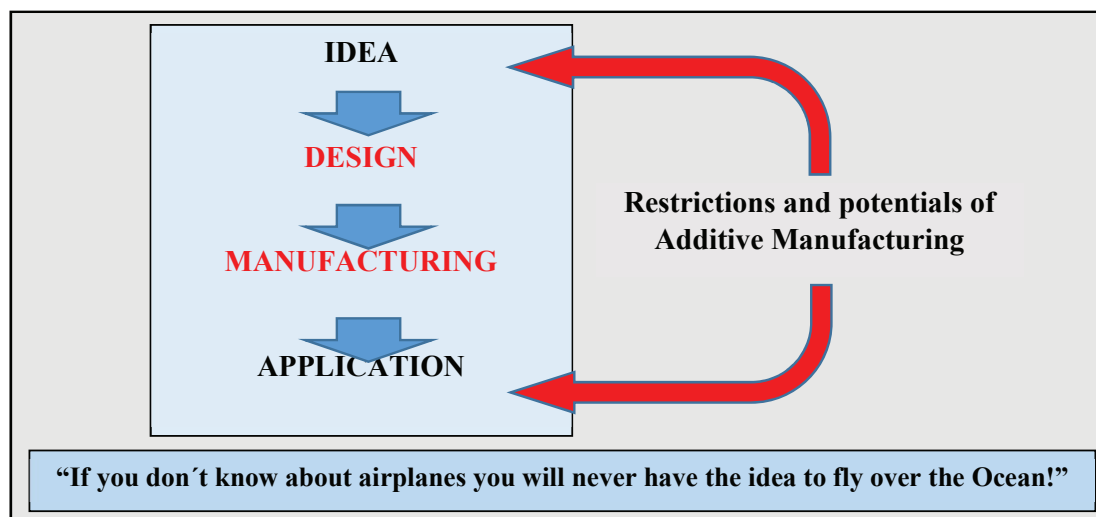 IDEA
DESIGN
MANUFACTURING
APPLICATION
Restrictions and potentials of
Additive Manufacturing
“If you don´t know about airplanes you will never have the idea to fly over the Ocean!”